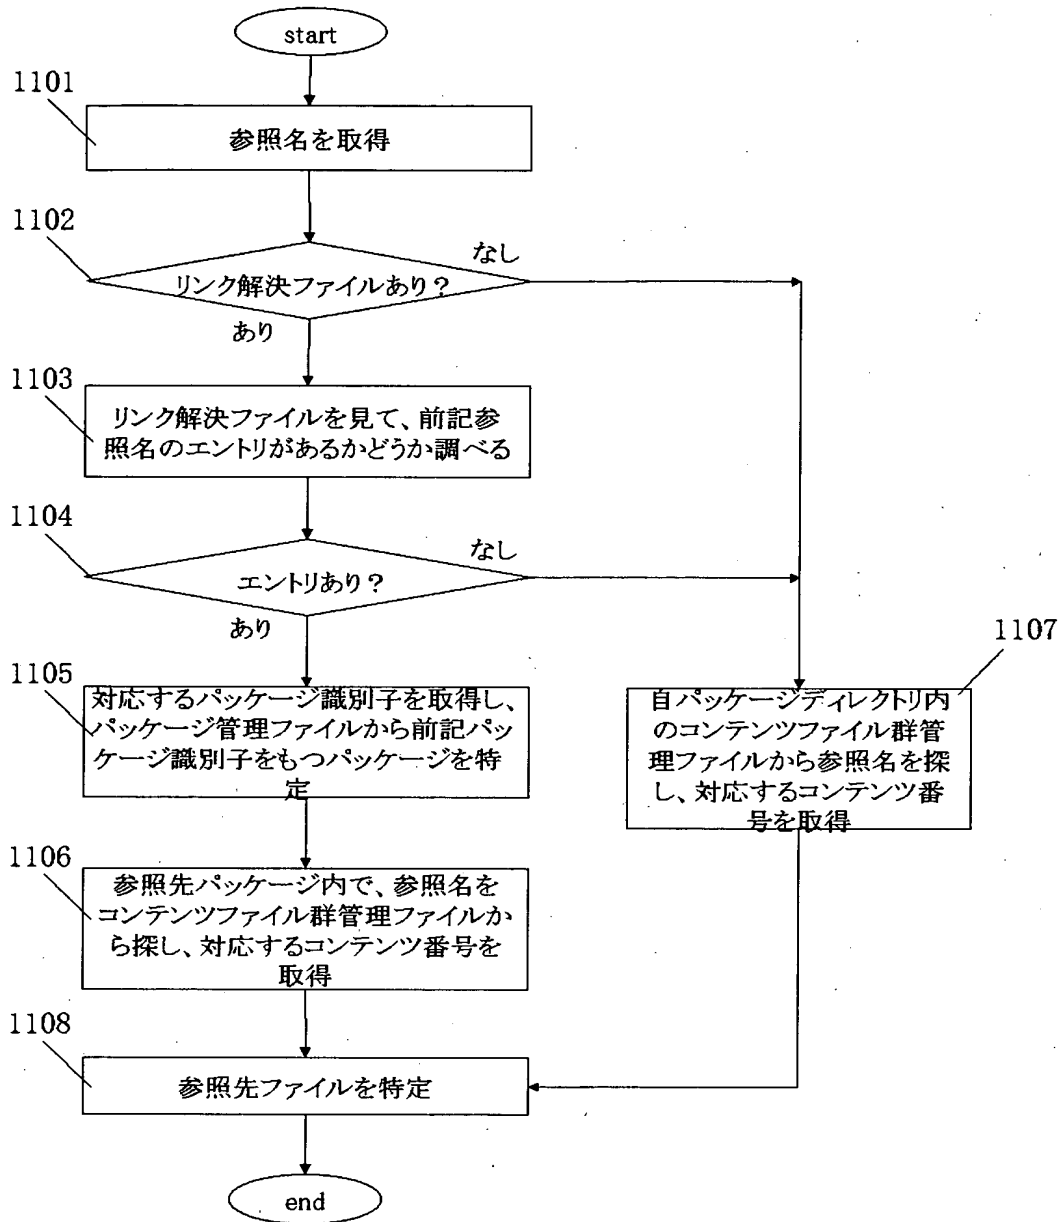 start
1101
参照名を取得
1102
なし
リンク解決ファイルあり?
あり
1103
リンク解決ファイルを見て、前記参
照名のエントリがあるかどうか調べる
1104
なし
エントリあり?
あり
1105
対応するパッケージ識別子を取得し、
パッケージ管理ファイルから前記パッ
ケージ識別子をもつパッケージを特
定
1107
自パッケージディレクトリ内
のコンテンツファイル群管
理ファイルから参照名を探
し、対応するコンテンツ番
号を取得
1106
参照先パッケージ内で、参照名を
コンテンツファイル群管理ファイルか
ら探し、対応するコンテンツ番号を
取得
1108
参照先ファイルを特定
end